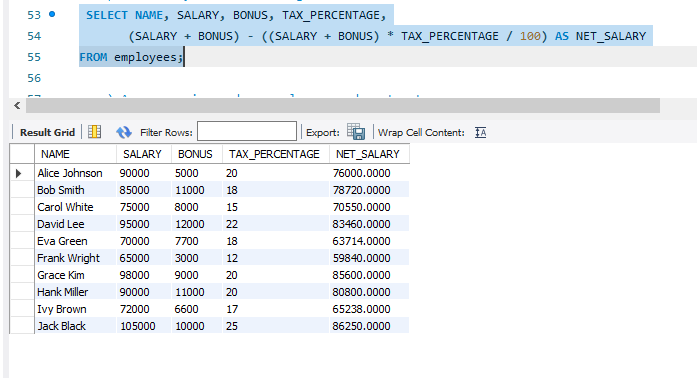 53 SELECT NAME, SALARY, BONUS, TAX_PERCENTAGE,
54 (SALARY + BONUS) - ((SALARY + BONUS) * TAX_PERCENTAGE / 100) AS NET_SALARY
55 FROM employees;
56
Result Grid Filter Rows: Export: Wrap Cell Content: IA
NAME SALARY BONUS TAX_PERCENTAGE NET_SALARY
Alice Johnson 90000 5000 20 76000.0000
Bob Smith 85000 11000 18 78720.0000
Carol White 75000 8000 15 70550.0000
David Lee 95000 12000 22 83460.0000
Eva Green 70000 7700 18 63714.0000
Frank Wright 65000 3000 12 59840.0000
Grace Kim 98000 9000 20 85600.0000
Hank Miller 90000 11000 20 80800.0000
Ivy Brown 72000 6600 17 65238.0000
Jack Black 105000 10000 25 86250.0000